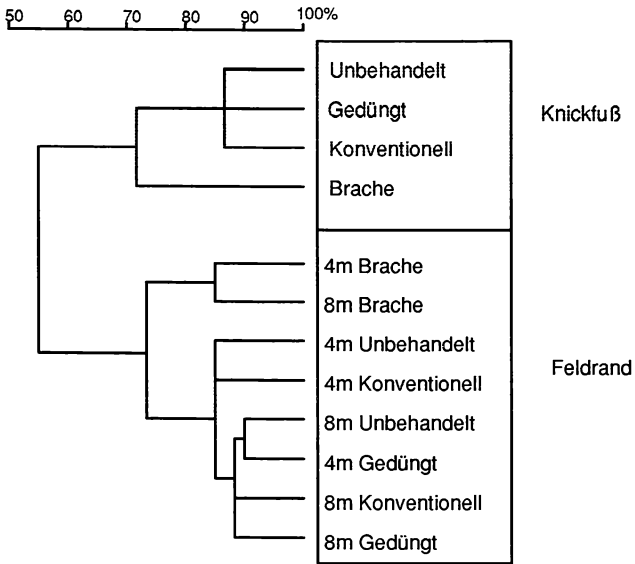 50 60 70 80 90 100%
Unbehandelt
Gedüngt
Konventionell
Brache
Knickfuß
4m Brache
8m Brache
4m Unbehandelt
4m Konventionell
8m Unbehandelt
4m Gedüngt
8m Konventionell
8m Gedüngt
Feldrand